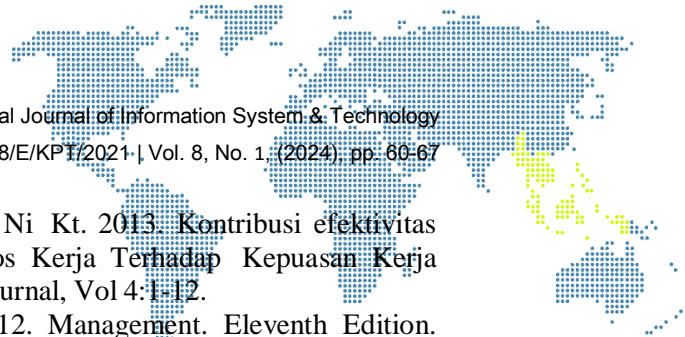 al Journal of Information System & Technology
8/E/KPT/2021 | Vol. 8, No. 1, (2024), pp. 60-67
Ni Kt. 2013. Kontribusi efektivitas
os Kerja Terhadap Kepuasan Kerja
urnal, Vol 4:1-12.
12. Management. Eleventh Edition.